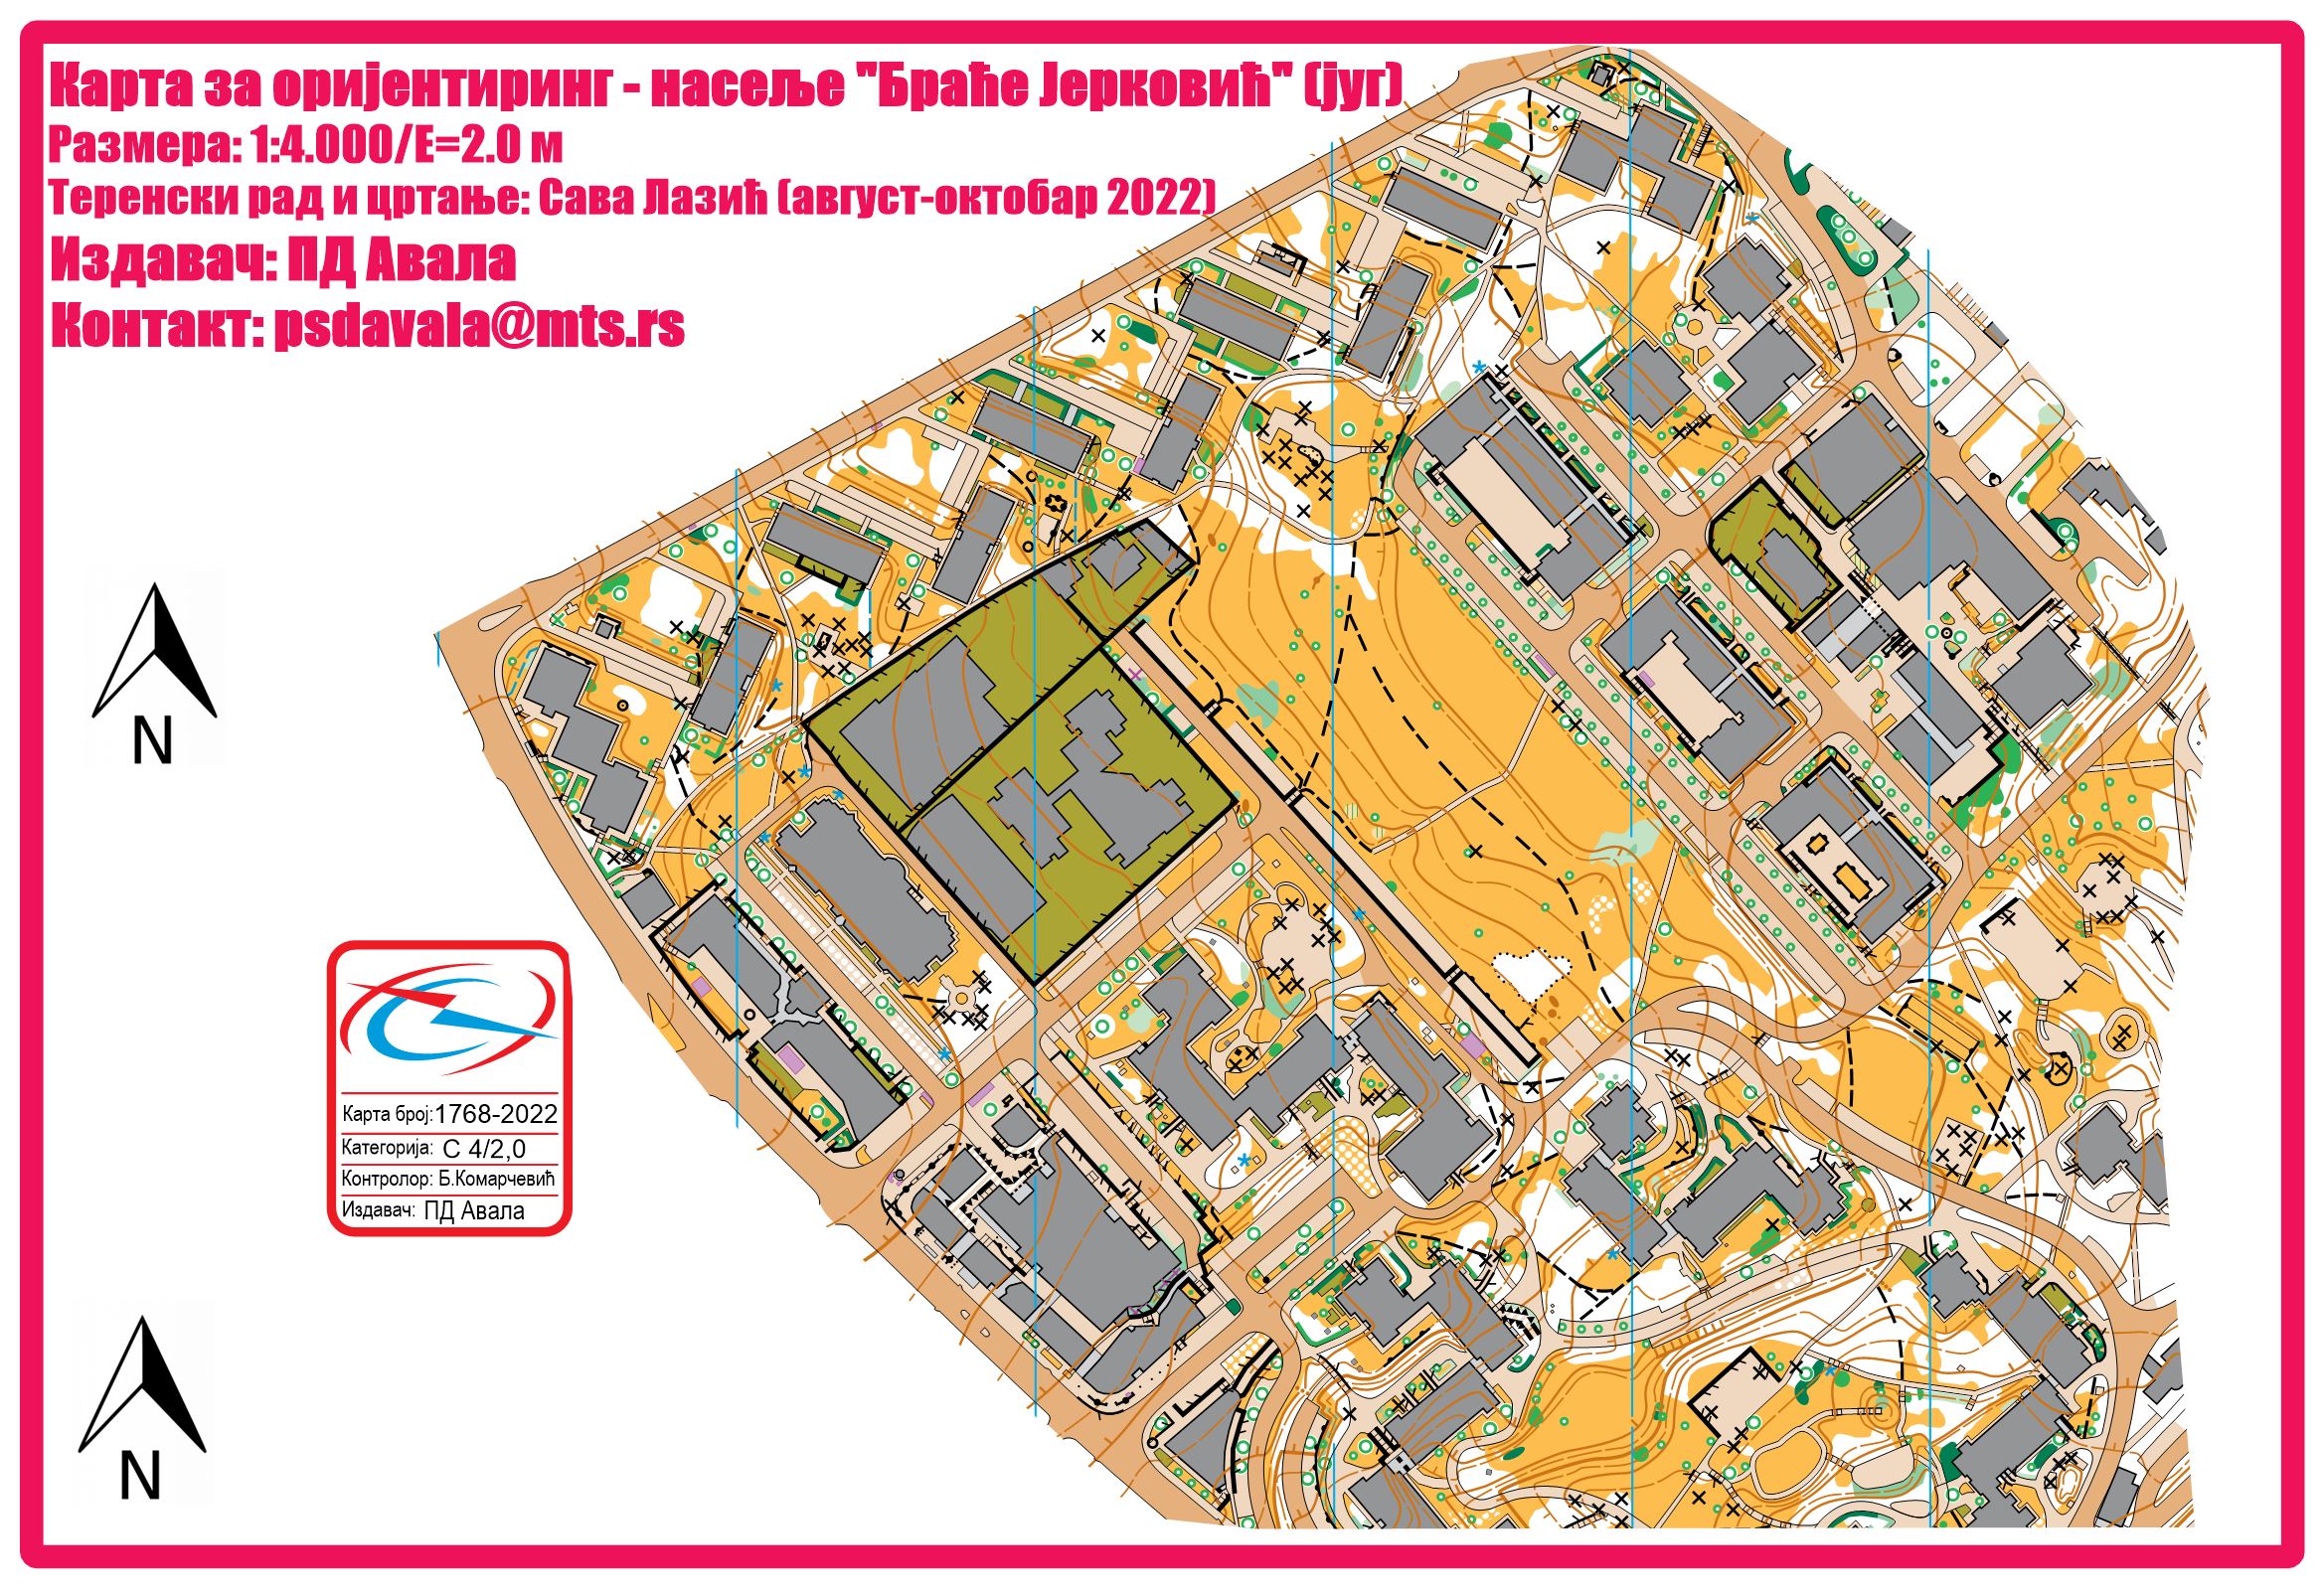 Карта за оријентиринг - насеље "Браће Јерковић" (југ)
Размера: 1:4.000/Е=2.0 м
Теренски рад и цртање: Сава Лазић (август-октобар 2022)
Издавач: ПД Авала
Контакт: psdavala@mts.rs
N
Карта број:1768-2022
Категорија: С 4/2,0
Контролор: Б.Комарчевић
Издавач: ПД Авала
N